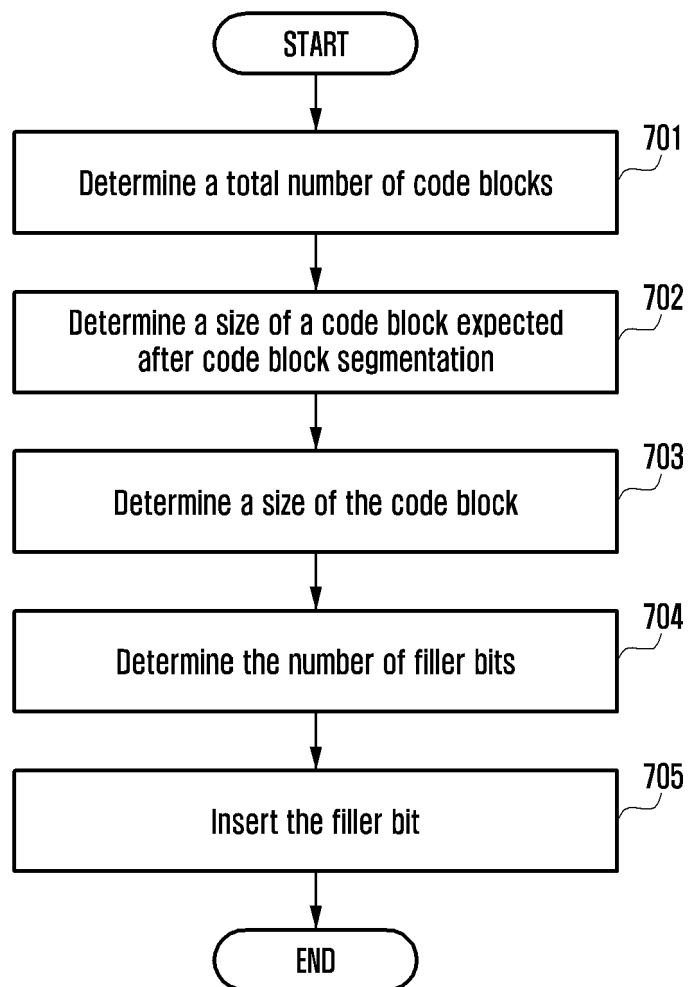 START
701
Determine a total number of code blocks
702
Determine a size of a code block expected
after code block segmentation
703
Determine a size of the code block
704
Determine the number of filler bits
705
Insert the filler bit
END